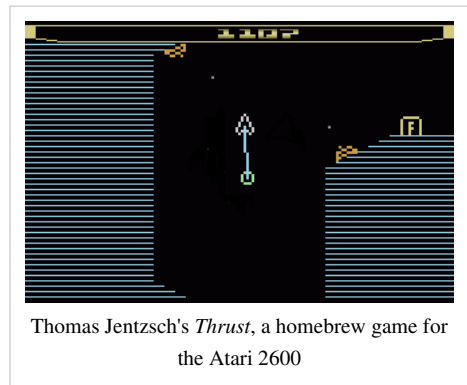 1107
F
Thomas Jentzsch's Thrust, a homebrew game for
the Atari 2600